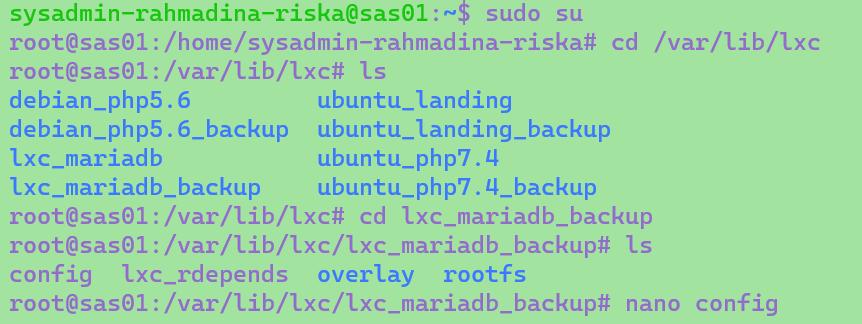 sysadmin-rahmadina-riska@sas01:~$ sudo su
root@sas01:/home/sysadmin-rahmadina-riska# cd /var/lib/lxc
root@sas01:/var/lib/lxc# ls
debian_php5.6 ubuntu_landing
debian_php5.6_backup ubuntu_landing_backup
lxc_mariadb ubuntu_php7.4
lxc_mariadb_backup ubuntu_php7.4_backup
root@sas01:/var/lib/lxc# cd lxc_mariadb_backup
root@sas01:/var/lib/lxc/lxc_mariadb_backup# ls
config lxc_rdepends overlay rootfs
root@sas01:/var/lib/lxc/lxc_mariadb_backup# nano config